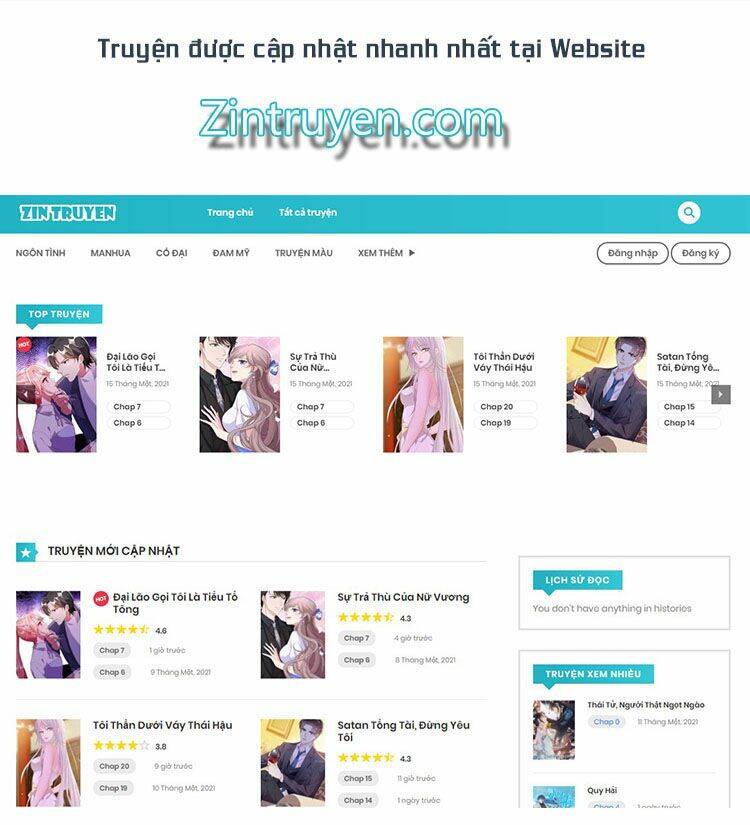 Truyện được cập nhật nhanh nhất tại Website
Zintruyen.com
ZINTRUYEN
Trang chủ
Tất cả truyện
NGÔN TÌNH
MANHUA
CỔ ĐẠI
ĐAM MỸ
TRUYỆN MÀU
XEM THÊM
Đăng nhập
Đăng ký
TOP TRUYỆN
HOT
Đại Lão Gọi
Tôi Là Tiểu T...
15 Tháng Một, 2021
Chap 7
Chap 6
Sự Trả Thù
Của Nữ...
15 Tháng Một, 2021
Chap 7
Chap 6
Tôi Thần Dưới
Váy Thái Hậu
15 Tháng Một, 2021
Chap 20
Chap 19
Satan Tổng
Tài, Đừng Yê...
15 Tháng Một, 2021
Chap 15
Chap 14
TRUYỆN MỚI CẬP NHẬT
HOT
Đại Lão Gọi Tôi Là Tiểu Tổ
Tông
4.6
Chap 7
1 giờ trước
Chap 6
9 Tháng Một, 2021
Sự Trả Thù Của Nữ Vương
4.3
Chap 7
4 giờ trước
Chap 6
8 Tháng Một, 2021
Tôi Thần Dưới Váy Thái Hậu
3.8
Chap 20
9 giờ trước
Chap 19
10 Tháng Một, 2021
Satan Tổng Tài, Đừng Yêu
Tôi
4.3
Chap 15
11 giờ trước
Chap 14
1 ngày trước
LỊCH SỬ ĐỌC
You don't have anything in histories
TRUYỆN XEM NHIỀU
Thái Tử, Người Thật Ngọt Ngào
Chap 0
11 Tháng Một, 2021
Quy Hải
Chap 4
1 ngày trước